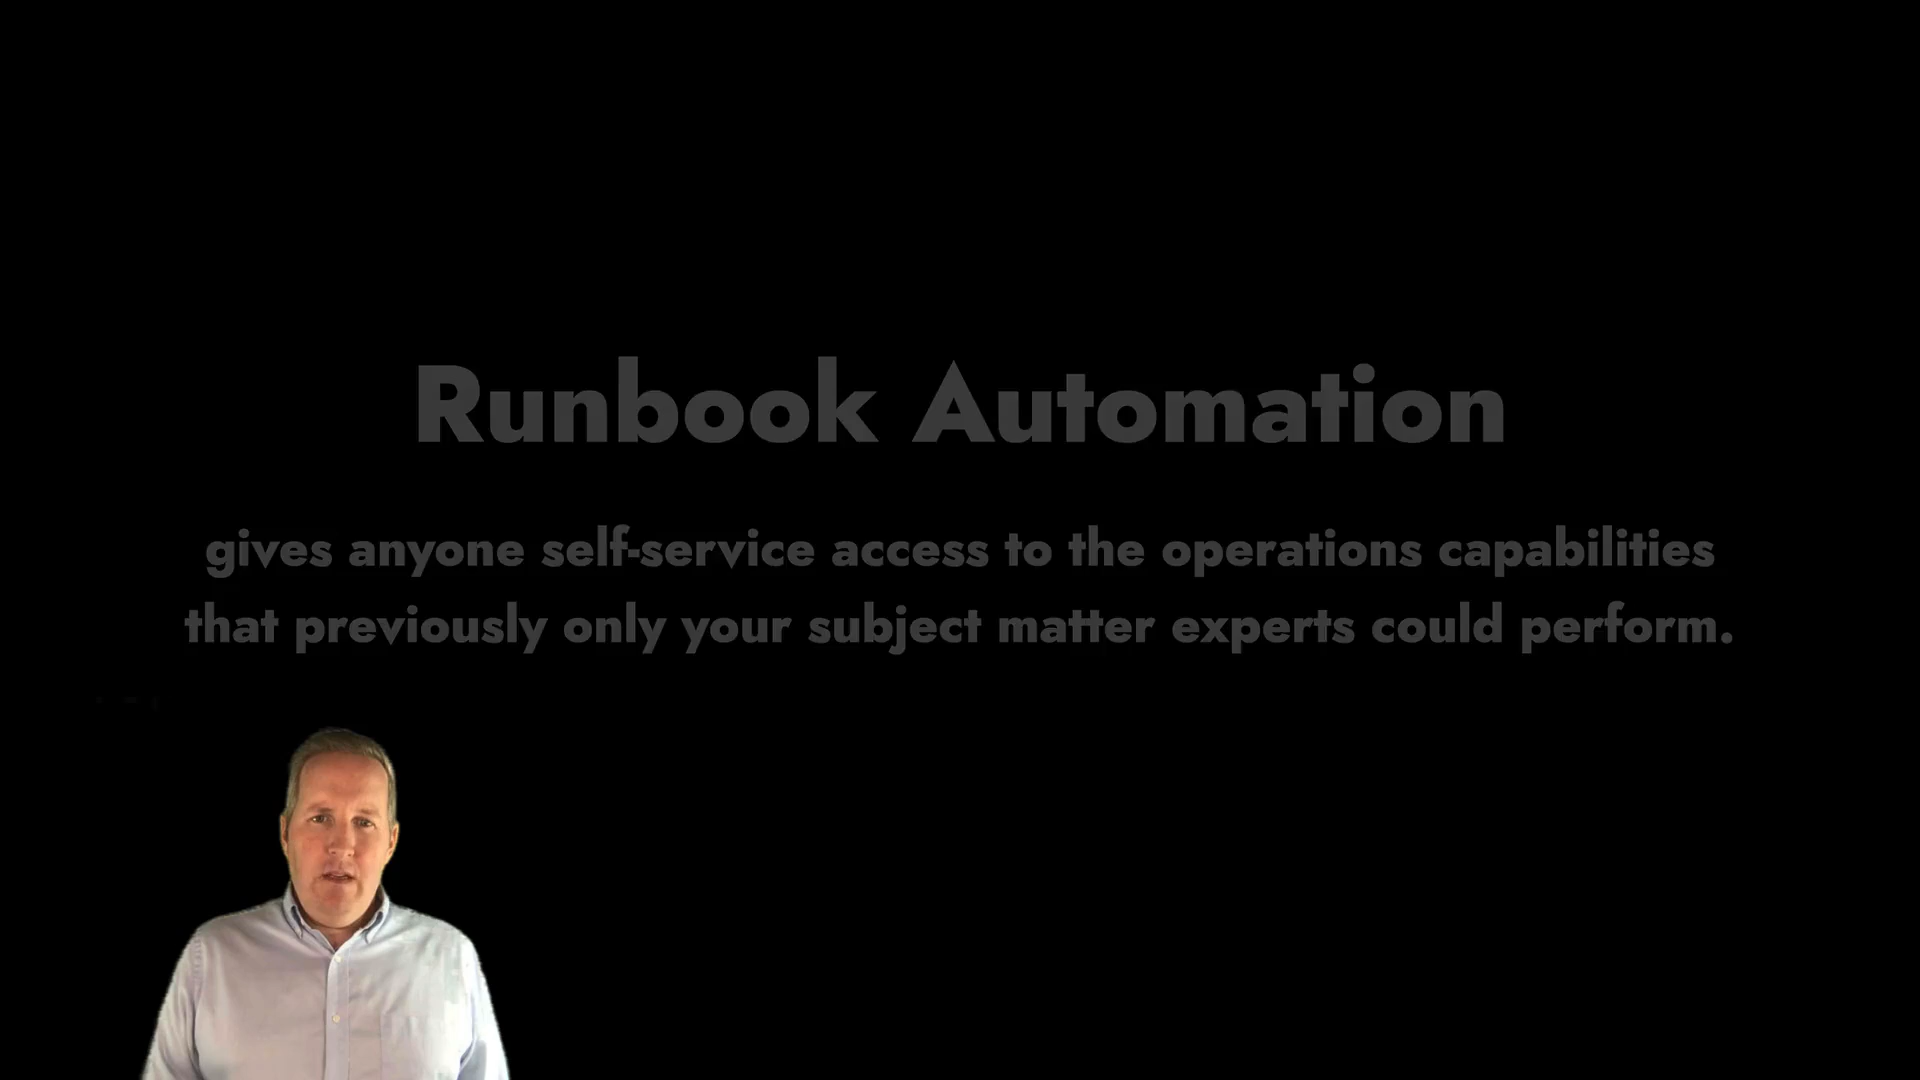 Runbook Automation
gives anyone self-service access to the operations capabilities
that previously only your subject matter experts could perform.